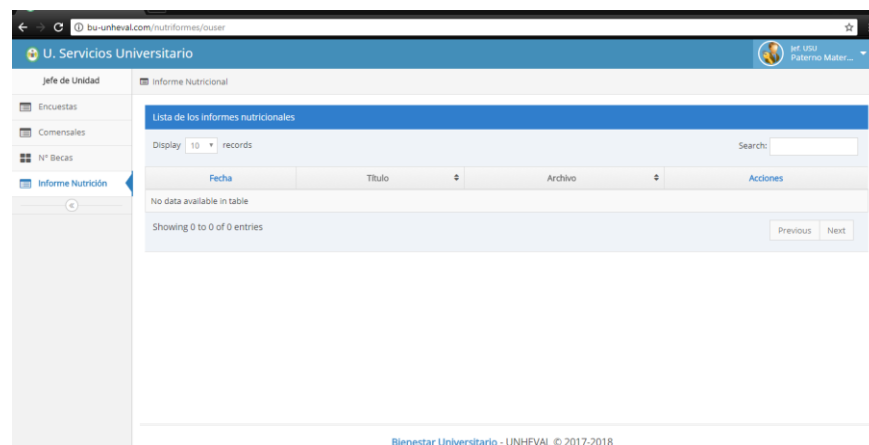 bu-unheval.com/nutriformes/ouser
U. Servicios Universitario
Jef. USU
Paterno Mater...
Jefe de Unidad
Informe Nutricional
Encuestas
Comensales
N° Becas
Informe Nutrición
Lista de los informes nutricionales
Display 10 records
Search:
Fecha Título Archivo Acciones
No data available in table
Showing 0 to 0 of 0 entries
Previous Next
Bienestar Universitario - UNHEVAL © 2017-2018